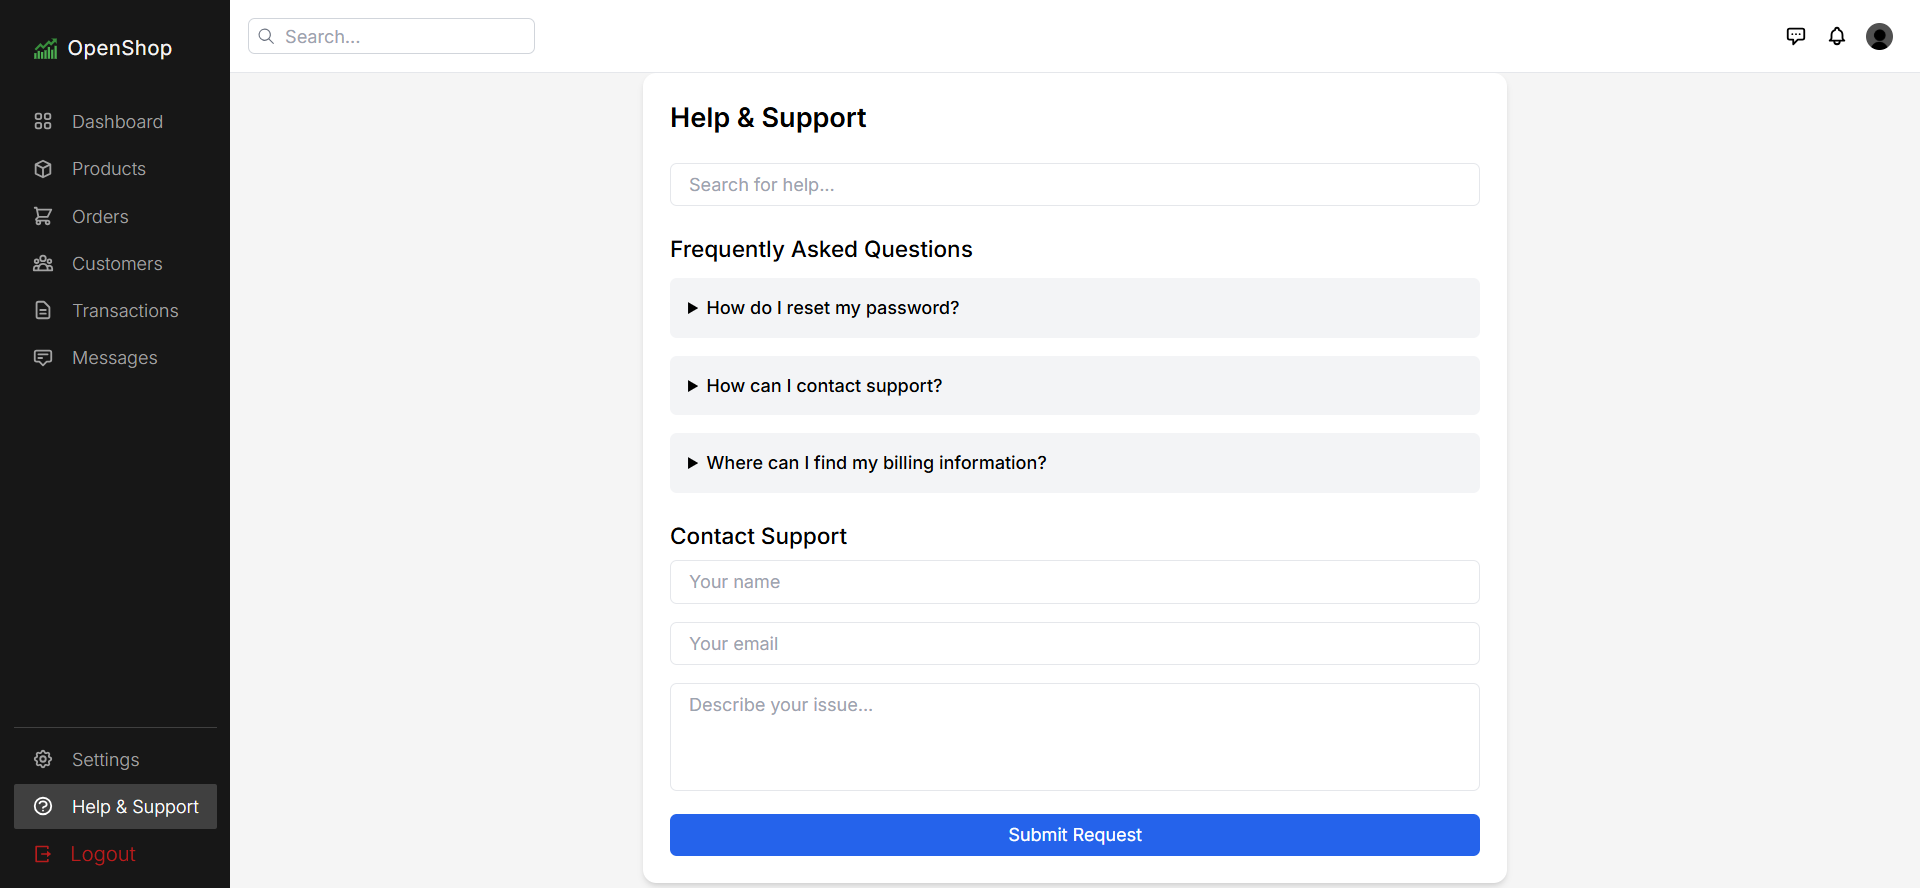 OpenShop
Dashboard
Products
Orders
Customers
Transactions
Messages
Settings
Help & Support
Logout
Search...
Help & Support
Search for help...
Frequently Asked Questions
How do I reset my password?
How can I contact support?
Where can I find my billing information?
Contact Support
Your name
Your email
Describe your issue...
Submit Request